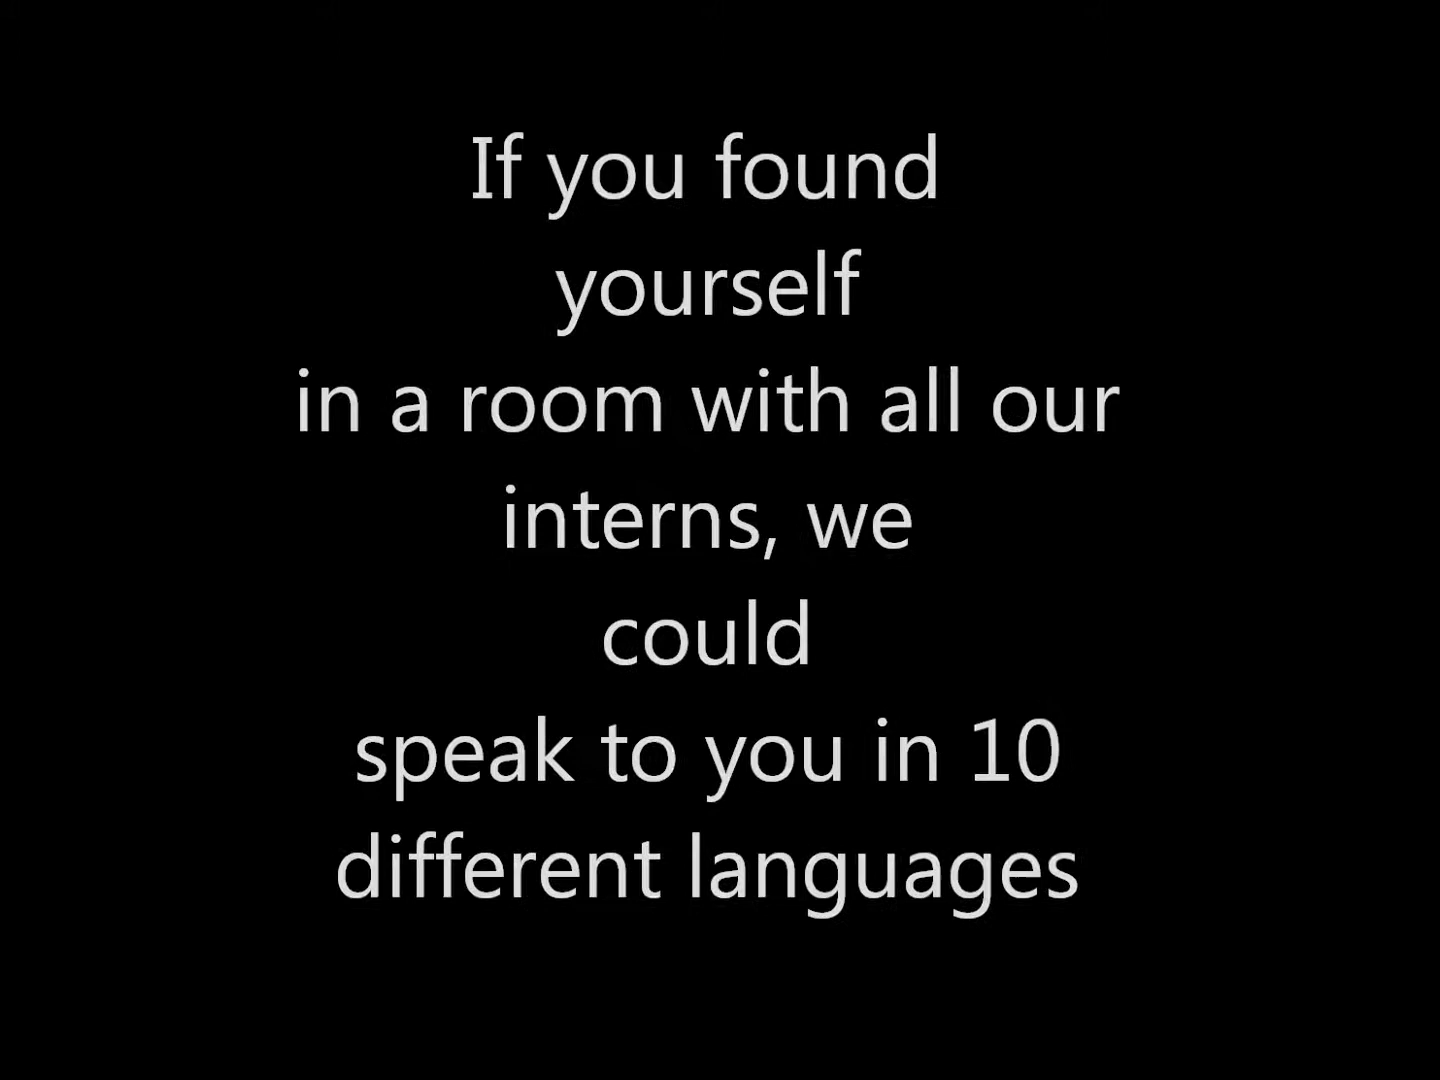 If you found
yourself
in a room with all our
interns, we
could
speak to you in 10
different languages